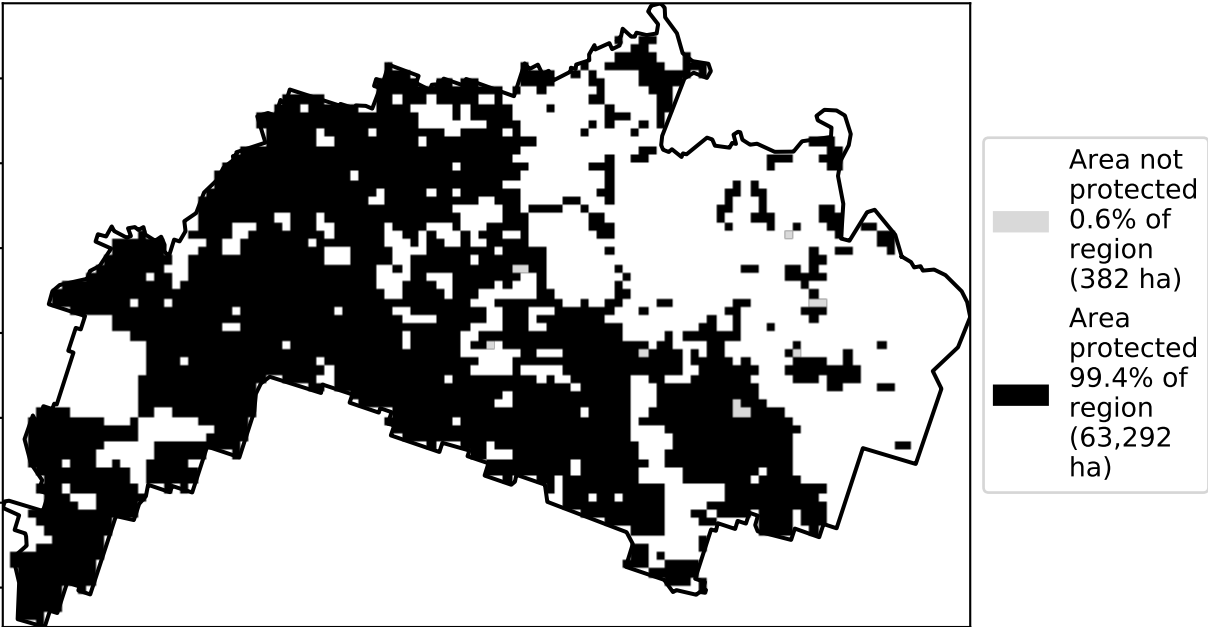 Area not
protected
0.6% of
region
(382 ha)
Area
protected
99.4% of
region
(63,292
ha)